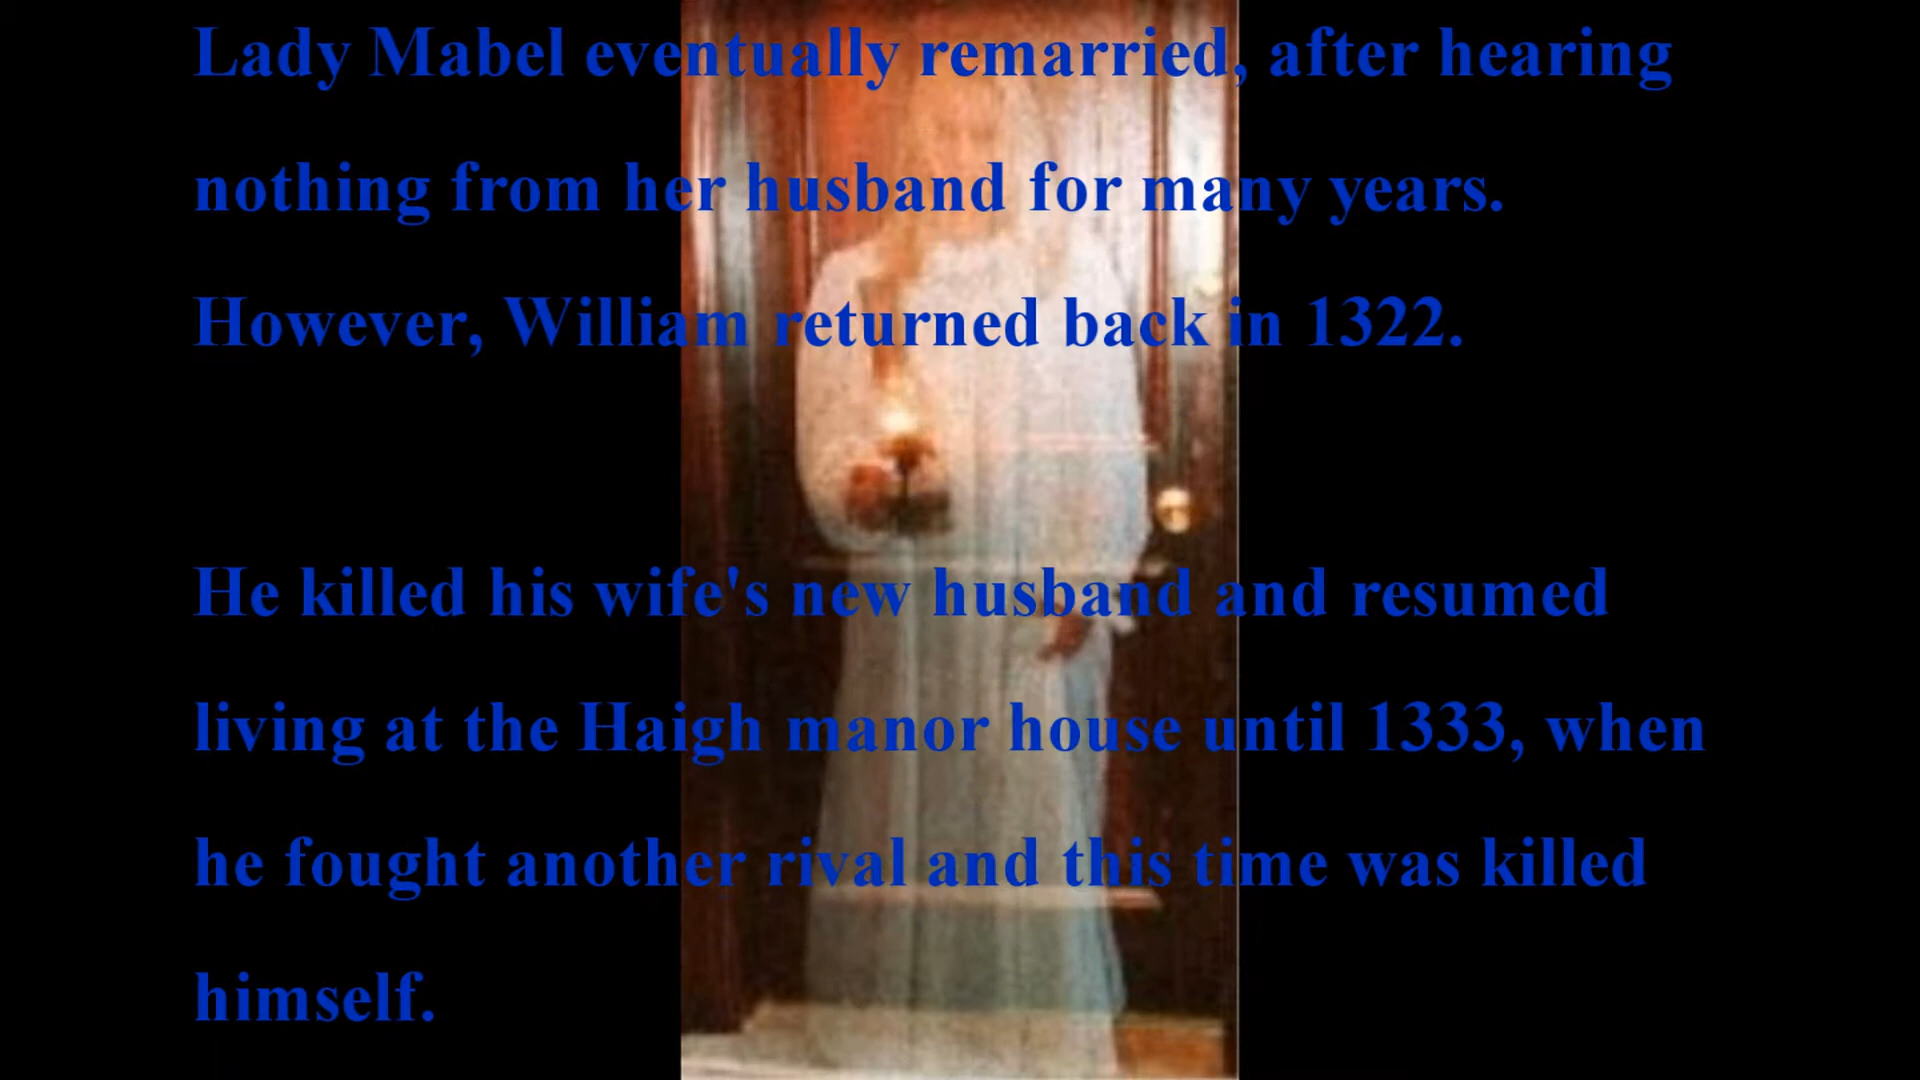 Lady Mabel eventually remarried, after hearing
nothing from her husband for many years.
However, William returned back in 1322.
He killed his wife's new husband and resumed
living at the Haigh manor house until 1333, when
he fought another rival and this time was killed
himself.